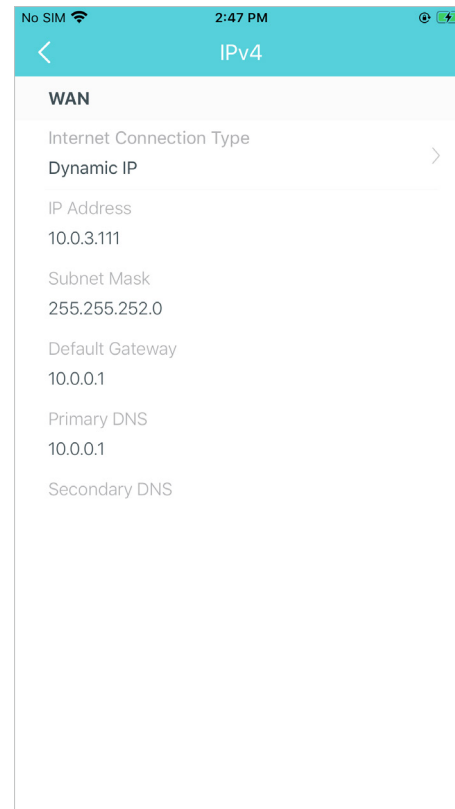 No SIM 2:47 PM
IPv4
WAN
Internet Connection Type
Dynamic IP
IP Address
10.0.3.111
Subnet Mask
255.255.252.0
Default Gateway
10.0.0.1
Primary DNS
10.0.0.1
Secondary DNS